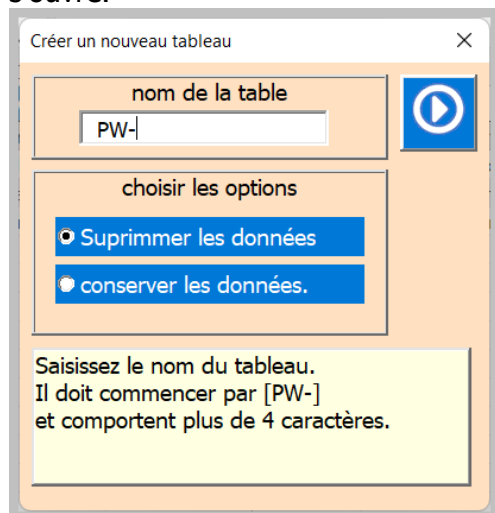 s'ouvre.
Créer un nouveau tableau
nom de la table
PW-
choisir les options
Suprimmer les données
conserver les données.
Saisissez le nom du tableau.
Il doit commencer par [PW-]
et comportent plus de 4 caractères.